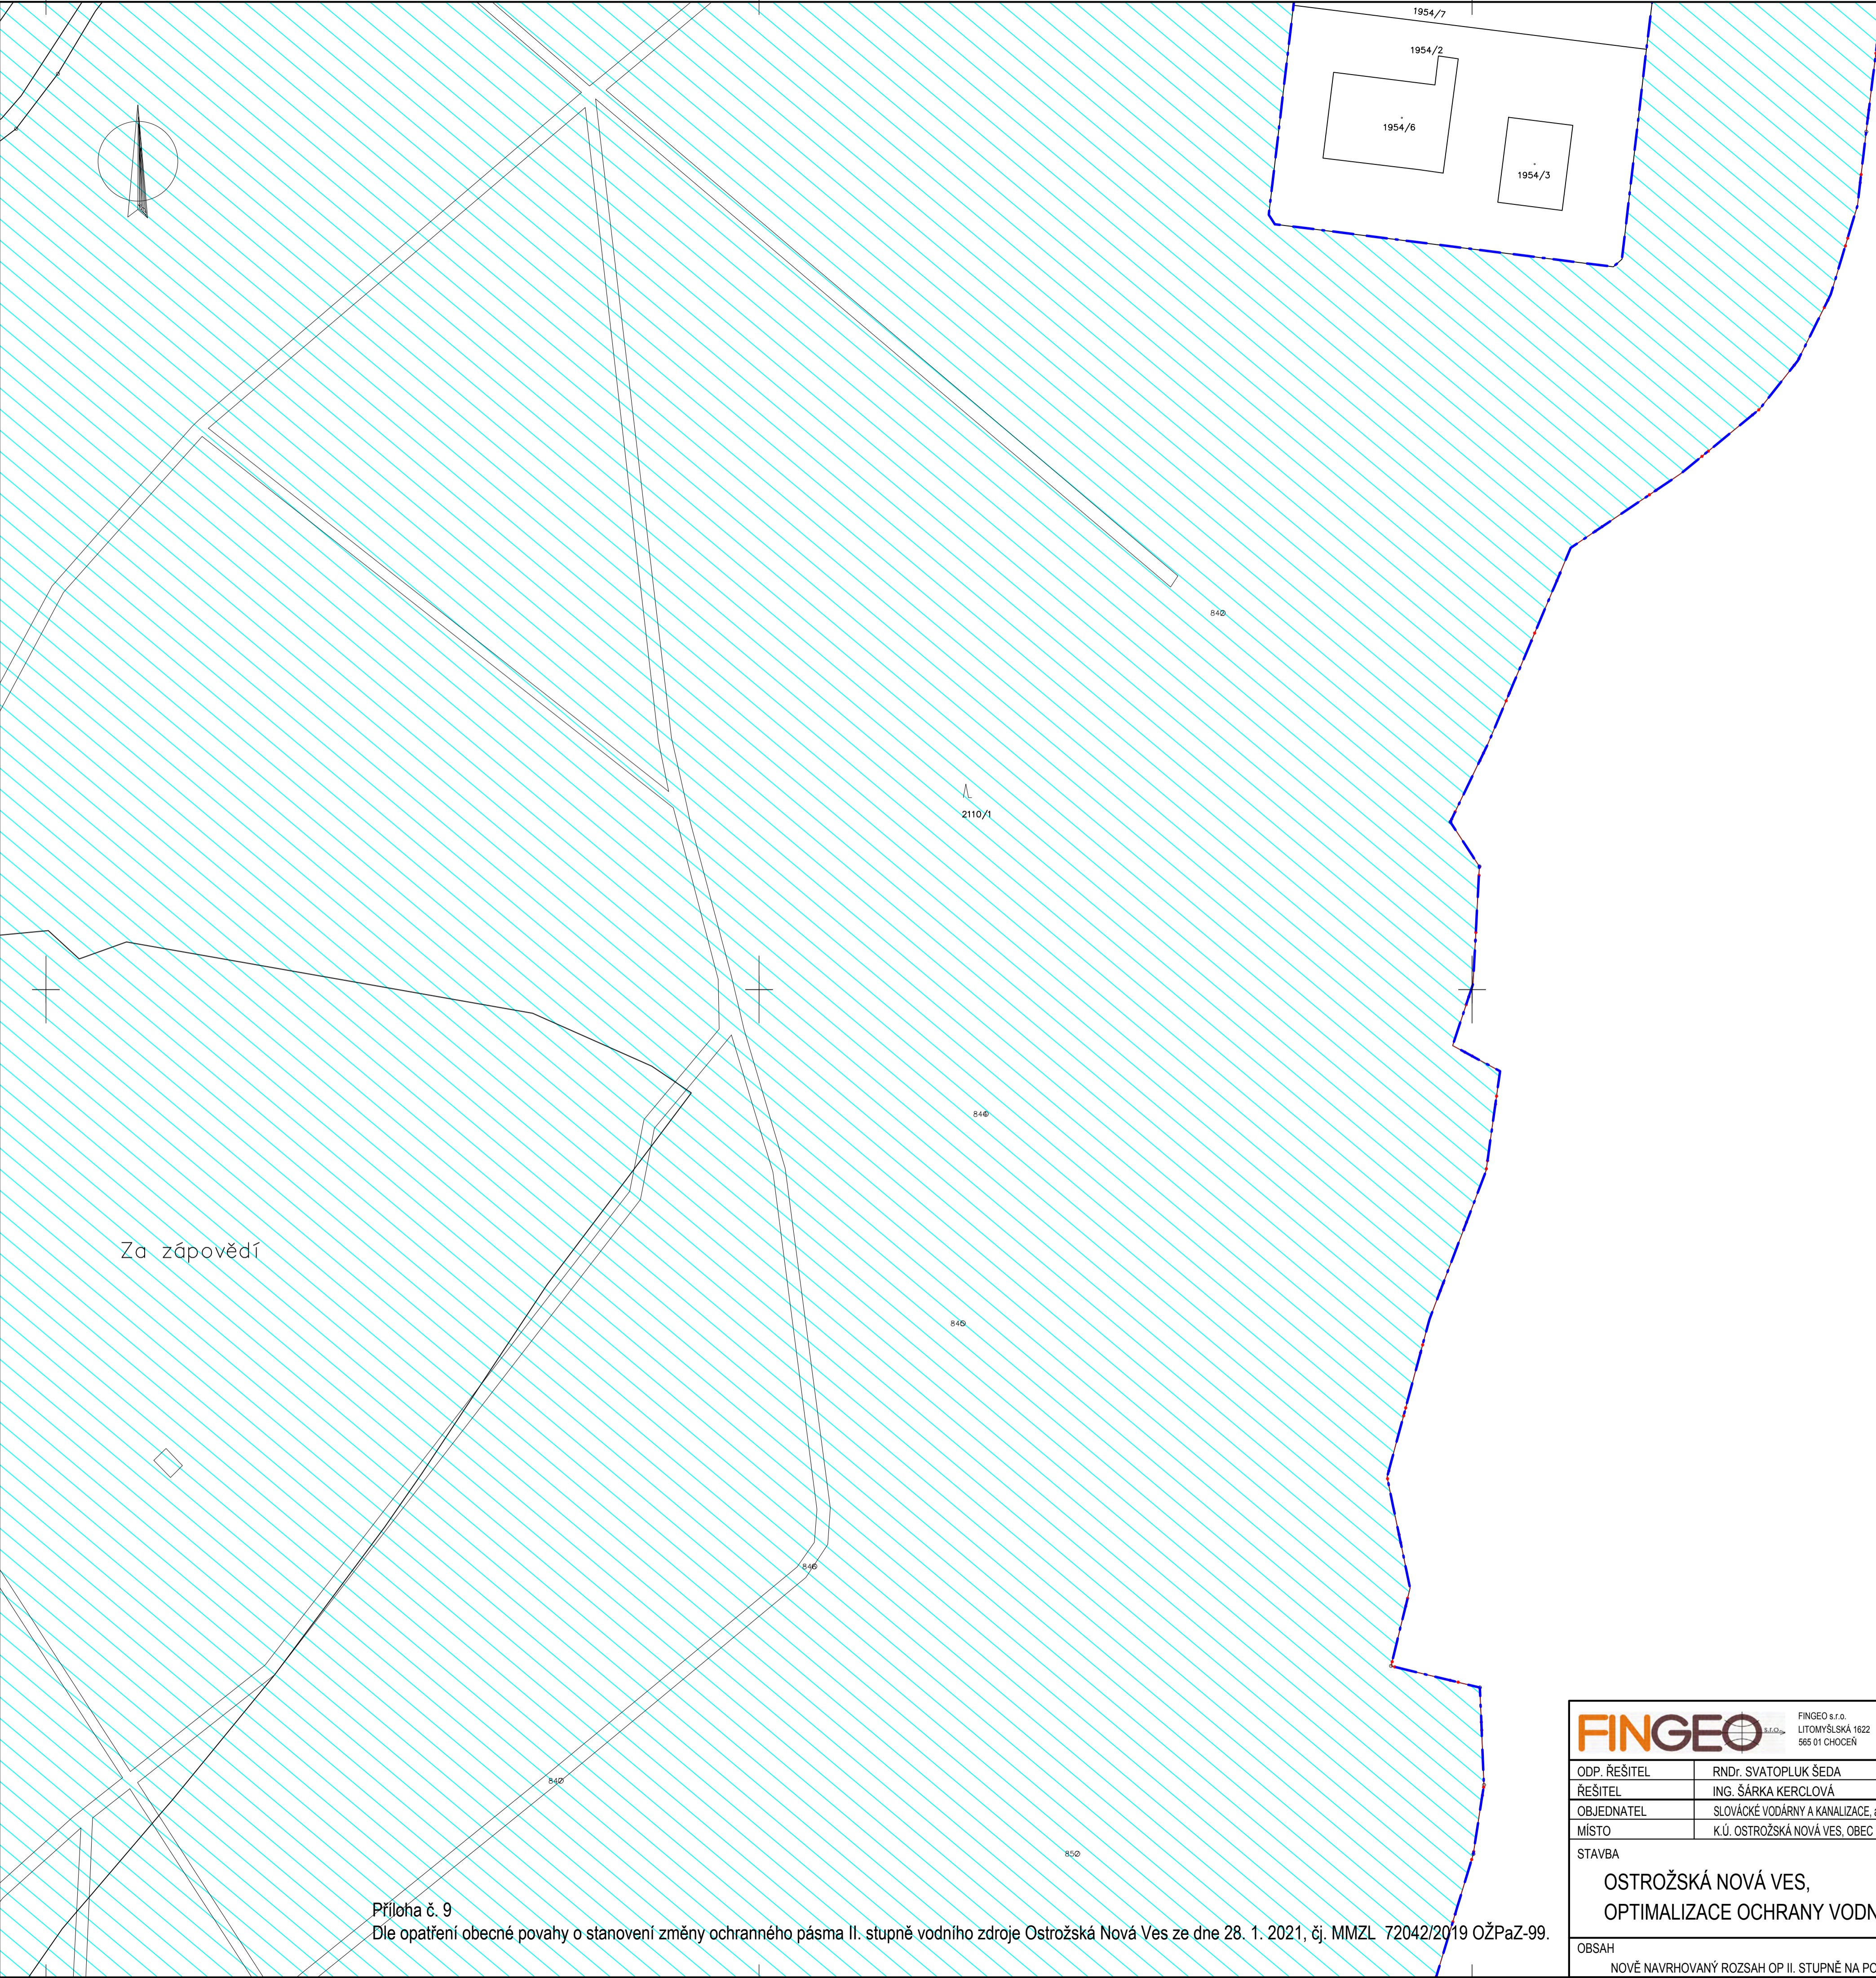 1954/7
1954/2
1954/6
1954/3
840
2110/1
840
Za zápovědí
840
840
840
850
Příloha č. 9
Dle opatření obecné povahy o stanovení změny ochranného pásma II. stupně vodního zdroje Ostrožská Nová Ves ze dne 28. 1. 2021, čj. MMZL 72042/2019 OŽPaZ-99.
FINGEO s.r.o.
FINGEO s.r.o.
LITOMYŠLSKÁ 1622
565 01 CHOCEŇ
ODP. ŘEŠITEL RNDr. SVATOPLUK ŠEDA
ŘEŠITEL ING. ŠÁRKA KERCLOVÁ
OBJEDNATEL SLOVÁCKÉ VODÁRNY A KANALIZACE, a
MÍSTO K.Ú. OSTROŽSKÁ NOVÁ VES, OBEC
STAVBA
OSTROŽSKÁ NOVÁ VES,
OPTIMALIZACE OCHRANY VODN
OBSAH
NOVĚ NAVRHOVANÝ ROZSAH OP II. STUPNĚ NA PO